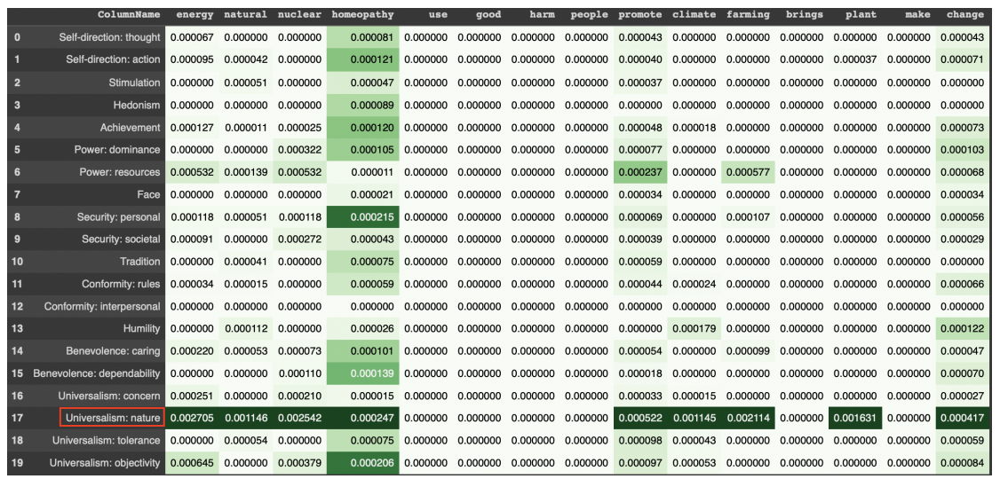 ColumnName energy natural nuclear homeopathy use good harm people promote climate farming brings plant make change
0 Self-direction: thought 0.000067 0.000000 0.000000 0.000081 0.000000 0.000000 0.000000 0.000000 0.000043 0.000000 0.000000 0.000000 0.000000 0.000000 0.000043
1 Self-direction: action 0.000095 0.000042 0.000000 0.000121 0.000000 0.000000 0.000000 0.000000 0.000040 0.000000 0.000000 0.000000 0.000037 0.000000 0.000071
2 Stimulation 0.000000 0.000051 0.000000 0.000047 0.000000 0.000000 0.000000 0.000000 0.000037 0.000000 0.000000 0.000000 0.000000 0.000000 0.000000
3 Hedonism 0.000000 0.000000 0.000000 0.000089 0.000000 0.000000 0.000000 0.000000 0.000000 0.000000 0.000000 0.000000 0.000000 0.000000 0.000000
4 Achievement 0.000127 0.000011 0.000025 0.000120 0.000000 0.000000 0.000000 0.000000 0.000048 0.000018 0.000000 0.000000 0.000000 0.000000 0.000073
5 Power: dominance 0.000000 0.000000 0.000322 0.000105 0.000000 0.000000 0.000000 0.000000 0.000077 0.000000 0.000000 0.000000 0.000000 0.000000 0.000103
6 Power: resources 0.000532 0.000139 0.000532 0.000011 0.000000 0.000000 0.000000 0.000000 0.000237 0.000000 0.000577 0.000000 0.000000 0.000000 0.000068
7 Face 0.000000 0.000000 0.000000 0.000021 0.000000 0.000000 0.000000 0.000000 0.000034 0.000000 0.000000 0.000000 0.000000 0.000000 0.000034
8 Security: personal 0.000118 0.000051 0.000118 0.000215 0.000000 0.000000 0.000000 0.000000 0.000069 0.000000 0.000107 0.000000 0.000000 0.000000 0.000056
9 Security: societal 0.000091 0.000000 0.000272 0.000043 0.000000 0.000000 0.000000 0.000000 0.000039 0.000000 0.000000 0.000000 0.000000 0.000000 0.000029
10 Tradition 0.000000 0.000041 0.000000 0.000075 0.000000 0.000000 0.000000 0.000000 0.000059 0.000000 0.000000 0.000000 0.000000 0.000000 0.000000
11 Conformity: rules 0.000034 0.000015 0.000000 0.000059 0.000000 0.000000 0.000000 0.000000 0.000044 0.000024 0.000000 0.000000 0.000000 0.000000 0.000066
12 Conformity: interpersonal 0.000000 0.000000 0.000000 0.000000 0.000000 0.000000 0.000000 0.000000 0.000000 0.000000 0.000000 0.000000 0.000000 0.000000 0.000000
13 Humility 0.000000 0.000112 0.000000 0.000026 0.000000 0.000000 0.000000 0.000000 0.000000 0.000179 0.000000 0.000000 0.000000 0.000000 0.000122
14 Benevolence: caring 0.000220 0.000053 0.000073 0.000101 0.000000 0.000000 0.000000 0.000000 0.000054 0.000000 0.000099 0.000000 0.000000 0.000000 0.000047
15 Benevolence: dependability 0.000000 0.000000 0.000110 0.000139 0.000000 0.000000 0.000000 0.000000 0.000018 0.000000 0.000000 0.000000 0.000000 0.000000 0.000070
16 Universalism: concern 0.000251 0.000000 0.000210 0.000015 0.000000 0.000000 0.000000 0.000000 0.000033 0.000015 0.000000 0.000000 0.000000 0.000000 0.000027
17 Universalism: nature 0.002705 0.001146 0.002542 0.000247 0.000000 0.000000 0.000000 0.000000 0.000522 0.001145 0.002114 0.000000 0.001631 0.000000 0.000417
18 Universalism: tolerance 0.000000 0.000054 0.000000 0.000075 0.000000 0.000000 0.000000 0.000000 0.000098 0.000043 0.000000 0.000000 0.000000 0.000000 0.000059
19 Universalism: objectivity 0.000645 0.000000 0.000379 0.000206 0.000000 0.000000 0.000000 0.000000 0.000097 0.000053 0.000000 0.000000 0.000000 0.000000 0.000084